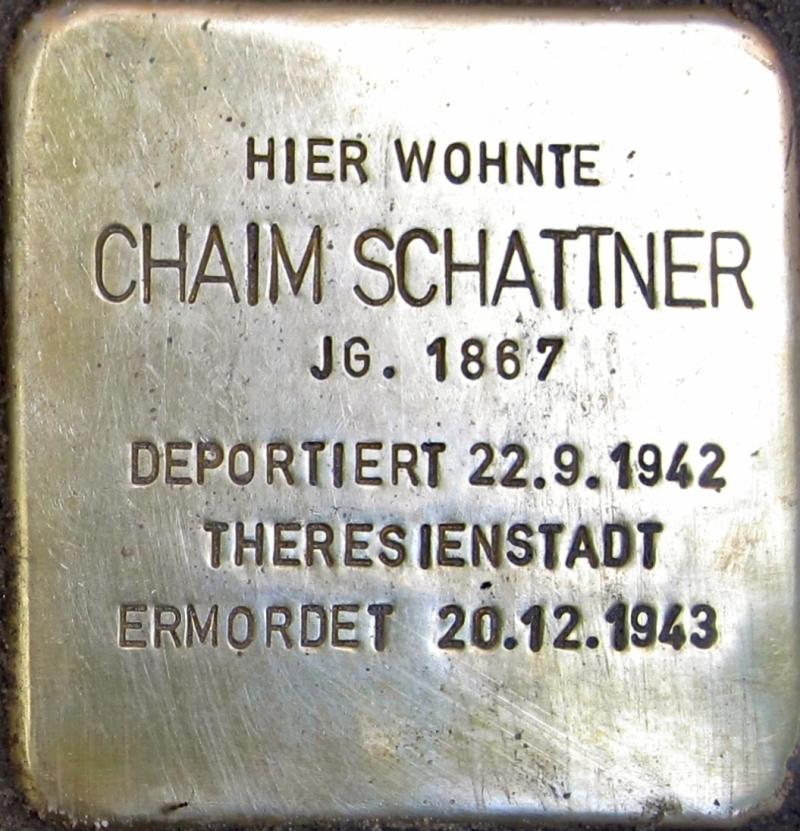 HIER WOHNTE
CHAIM SCHATTNER
JG. 1867
DEPORTIERT 22.9.1942
THERESIENSTADT
ERMORDET 20.12.1943